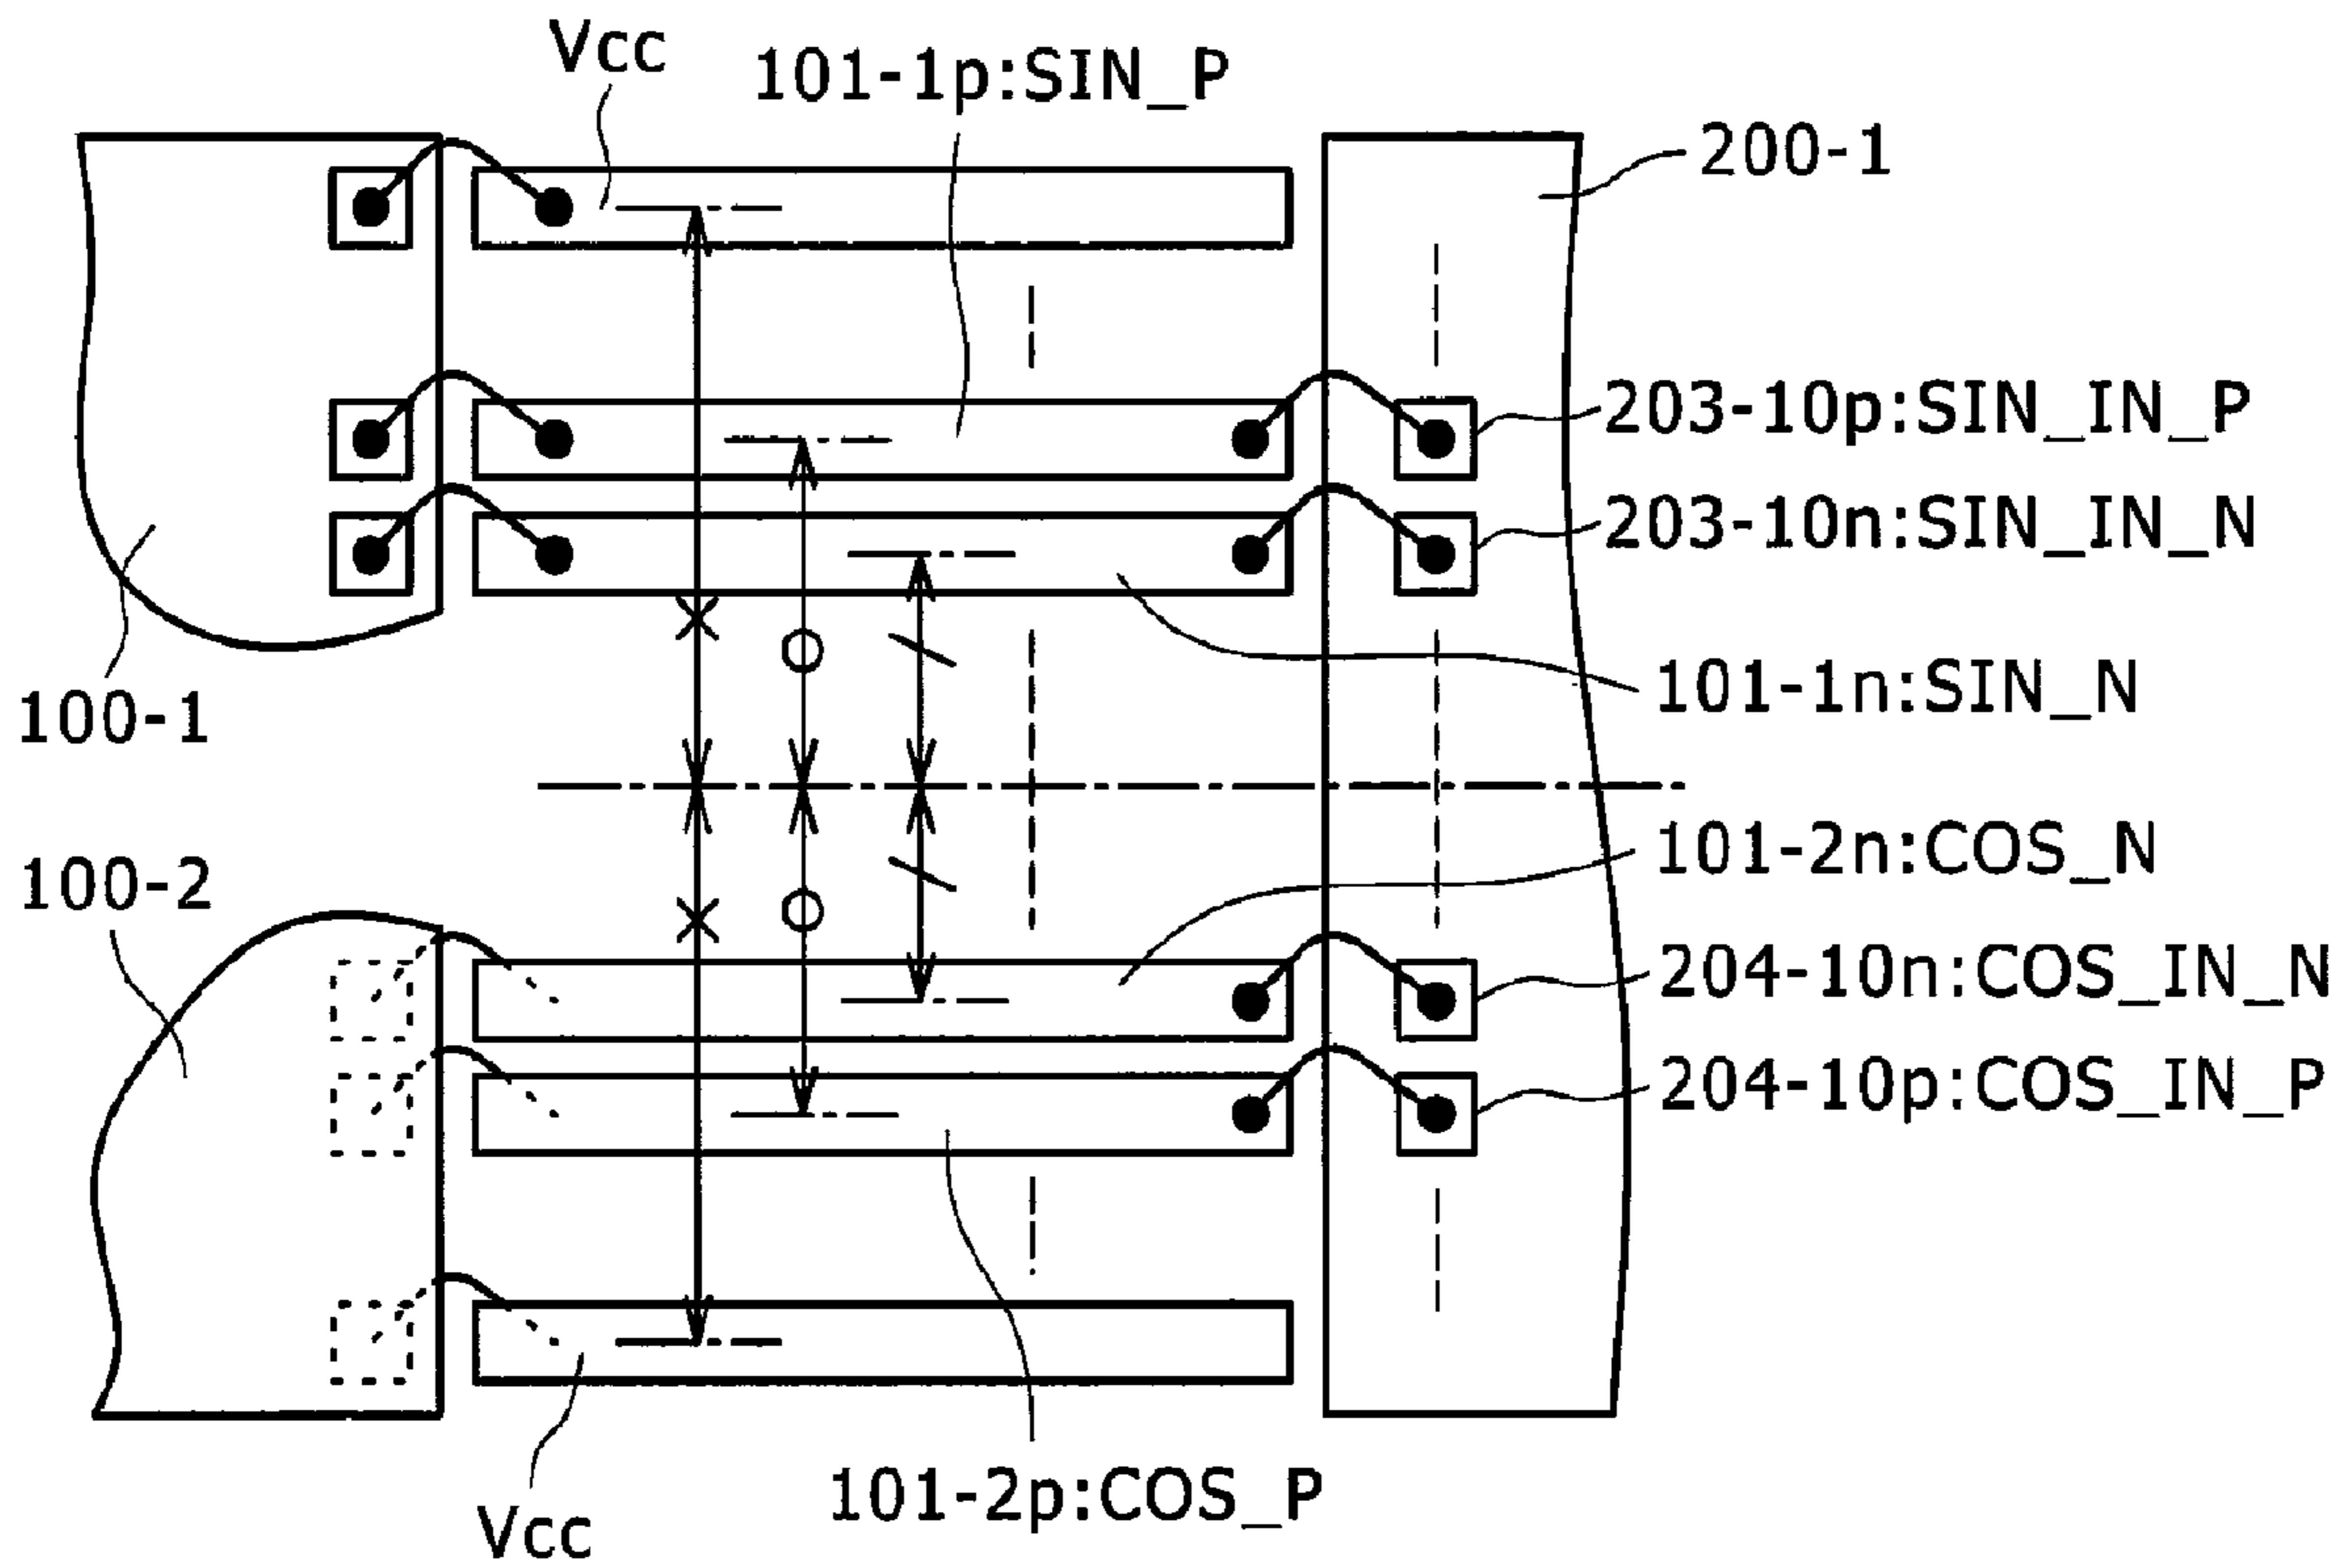 Vcc
101-1p:SIN_P
200-1
203-10p:SIN_IN_P
203-10n:SIN_IN_N
101-1n:SIN_N
100-1
101-2n:COS_N
100-2
204-10n:COS_IN_N
204-10p:COS_IN_P
101-2p:COS_P
Vcc